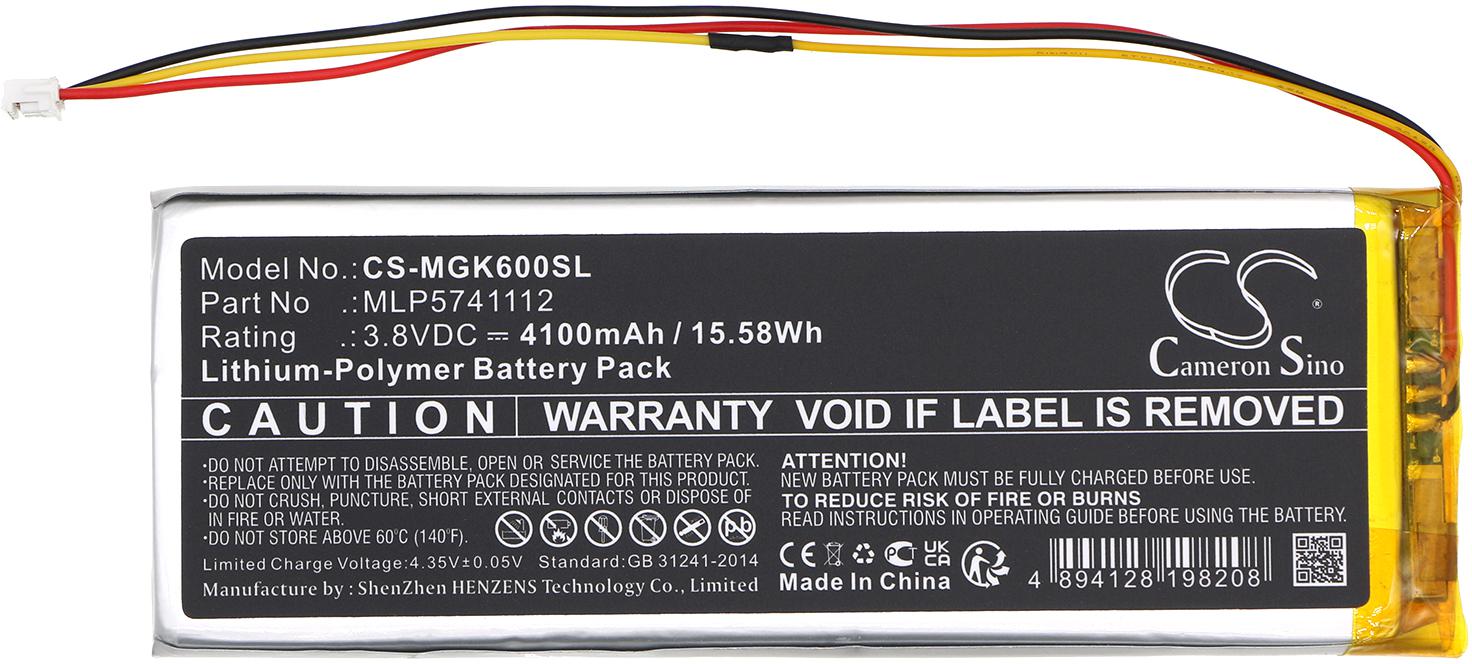 Model No.: CS-MGK600SL
Part No .: MLP5741112
Rating .: 3.8VDC ⎓ 4100mAh / 15.58Wh
Lithium-Polymer Battery Pack
Cameron Sino
®
CAUTION | WARRANTY VOID IF LABEL IS REMOVED
•DO NOT ATTEMPT TO DISASSEMBLE, OPEN OR SERVICE THE BATTERY PACK.
•REPLACE ONLY WITH THE BATTERY PACK DESIGNATED FOR THIS PRODUCT.
•DO NOT CRUSH, PUNCTURE, SHORT EXTERNAL CONTACTS OR DISPOSE OF
IN FIRE OR WATER.
•DO NOT STORE ABOVE 60°C (140°F).
Pb
Limited Charge Voltage:4.35V±0.05V Standard:GB 31241-2014
Manufacture by : ShenZhen HENZENS Technology Co., Limited
ATTENTION!
NEW BATTERY PACK MUST BE FULLY CHARGED BEFORE USE.
TO REDUCE RISK OF FIRE OR BURNS
READ INSTRUCTIONS IN OPERATING GUIDE BEFORE USING THE BATTERY.
CE UK CA
Made In China
4 894128 198208